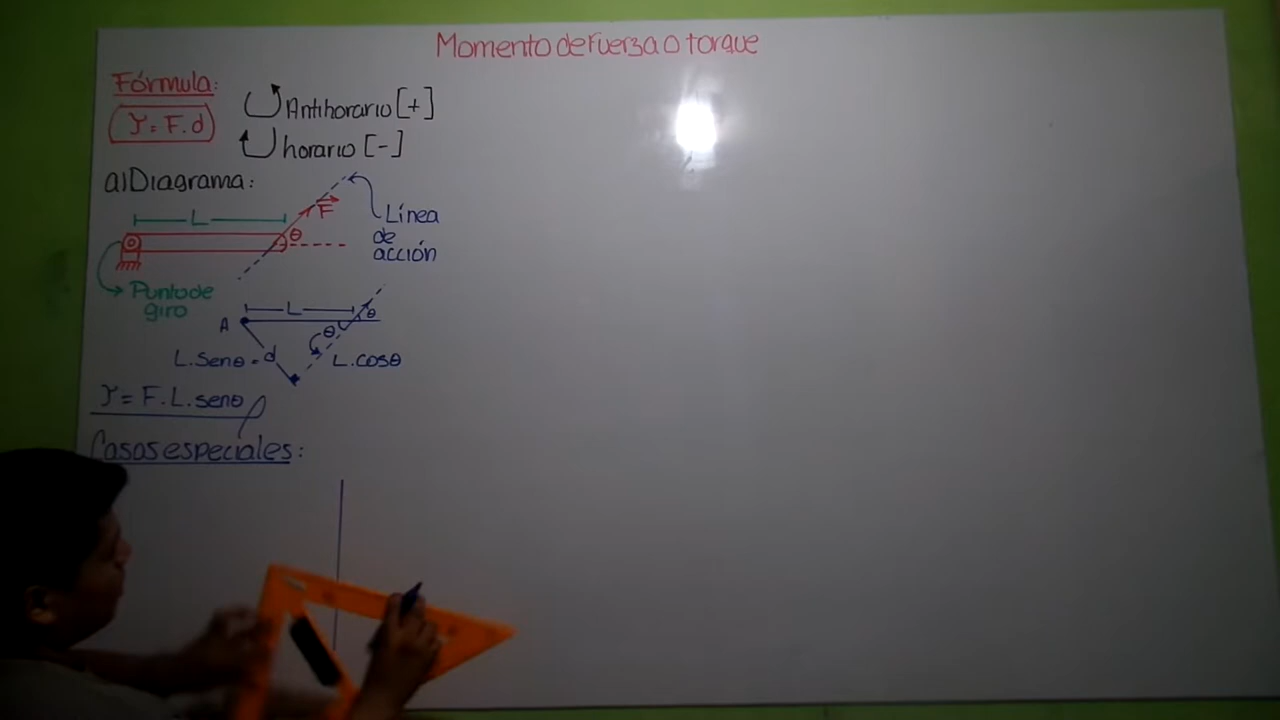 Momento de Fuerza o torque
Fórmula:
τ = F.d
Antihorario [+]
horario [-]
a) Diagrama:
L
F
θ
Línea
de
acción
Punto de
giro
L
θ
A
θ
L.Senθ = d
L.cosθ
τ = F.L.senθ
Casos especiales: